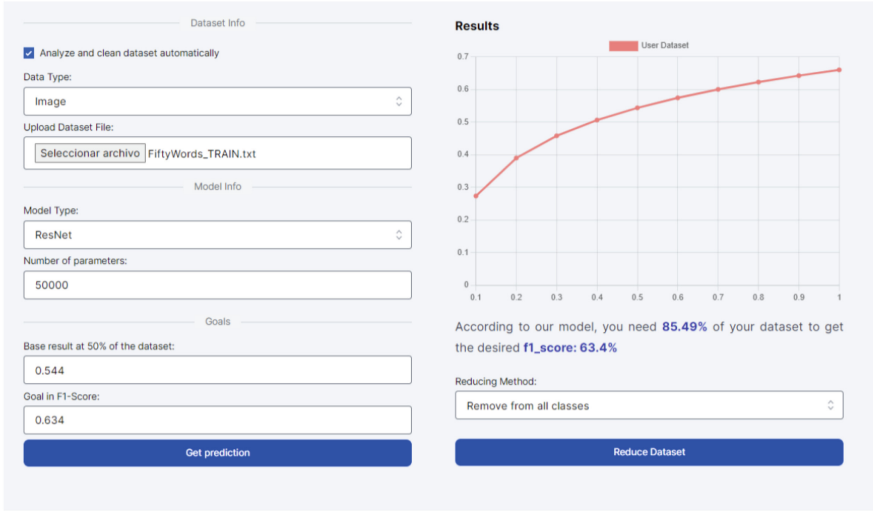 Dataset Info
Analyze and clean dataset automatically
Data Type:
Image
Upload Dataset File:
Seleccionar archivo FiftyWords_TRAIN.txt
Model Info
Model Type:
ResNet
Number of parameters:
50000
Goals
Base result at 50% of the dataset:
0.544
Goal in F1-Score:
0.634
Get prediction
Results
User Dataset
0.7
0.6
0.5
0.4
0.3
0.2
0.1
0
0.1 0.2 0.3 0.4 0.5 0.6 0.7 0.8 0.9 1
According to our model, you need 85.49% of your dataset to get
the desired f1_score: 63.4%
Reducing Method:
Remove from all classes
Reduce Dataset